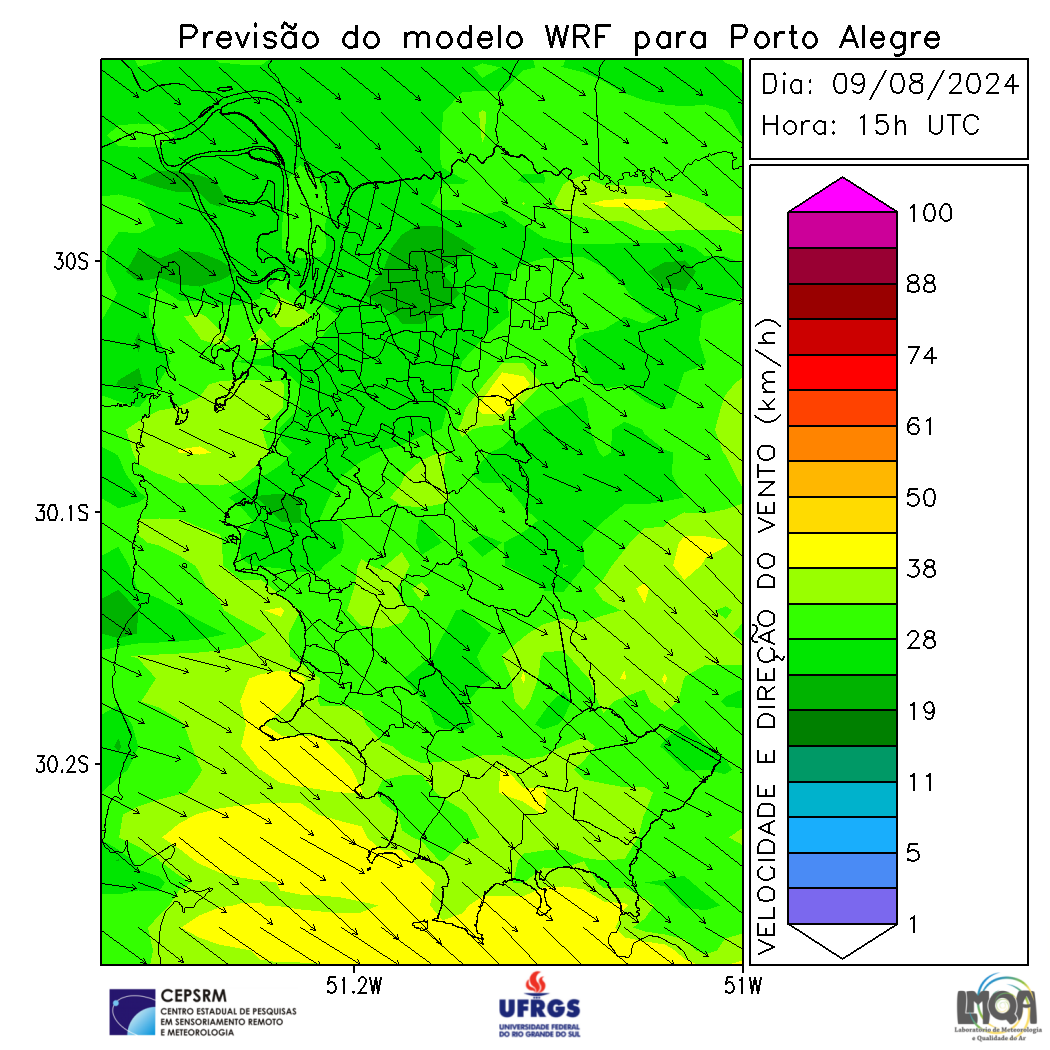 Previsão do modelo WRF para Porto Alegre
Dia: 09/08/2024
Hora: 15h UTC
100
88
74
61
50
38
28
19
11
5
1
VELOCIDADE E DIREÇÃO DO VENTO (km/h)
30S
30.1S
30.2S
51.2W
51W
CEPSRM
CENTRO ESTADUAL DE PESQUISAS
EM SENSORIAMENTO REMOTO
E METEOROLOGIA
UFRGS
UNIVERSIDADE FEDERAL
DO RIO GRANDE DO SUL
LMQA
Laboratório de Meteorologia
e Qualidade do Ar